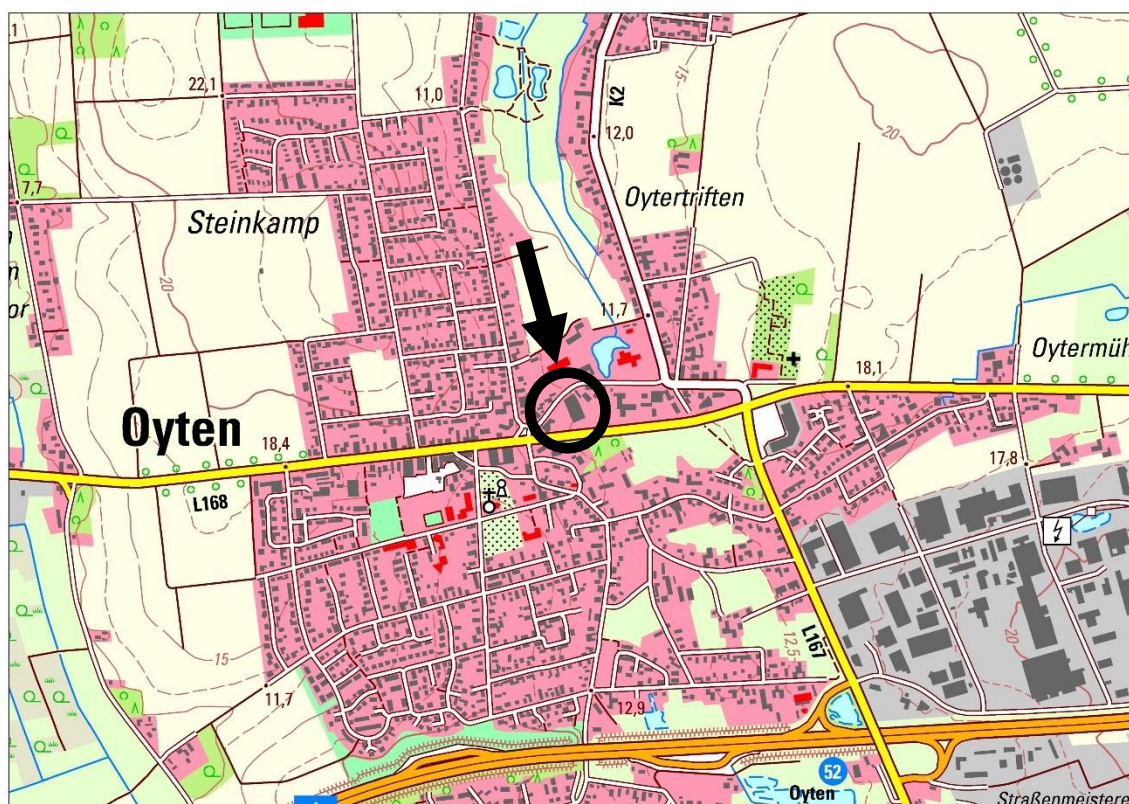 22,1
11,0
K2
15
12,0
20
7,7
Steinkamp
Oytertriften
20
11,7
Oytermüh
18,1
Oyten
18,4
L168
17,8
15
12,5
L167
20
11,7
12,9
52
Oyten
Straßenmeistere